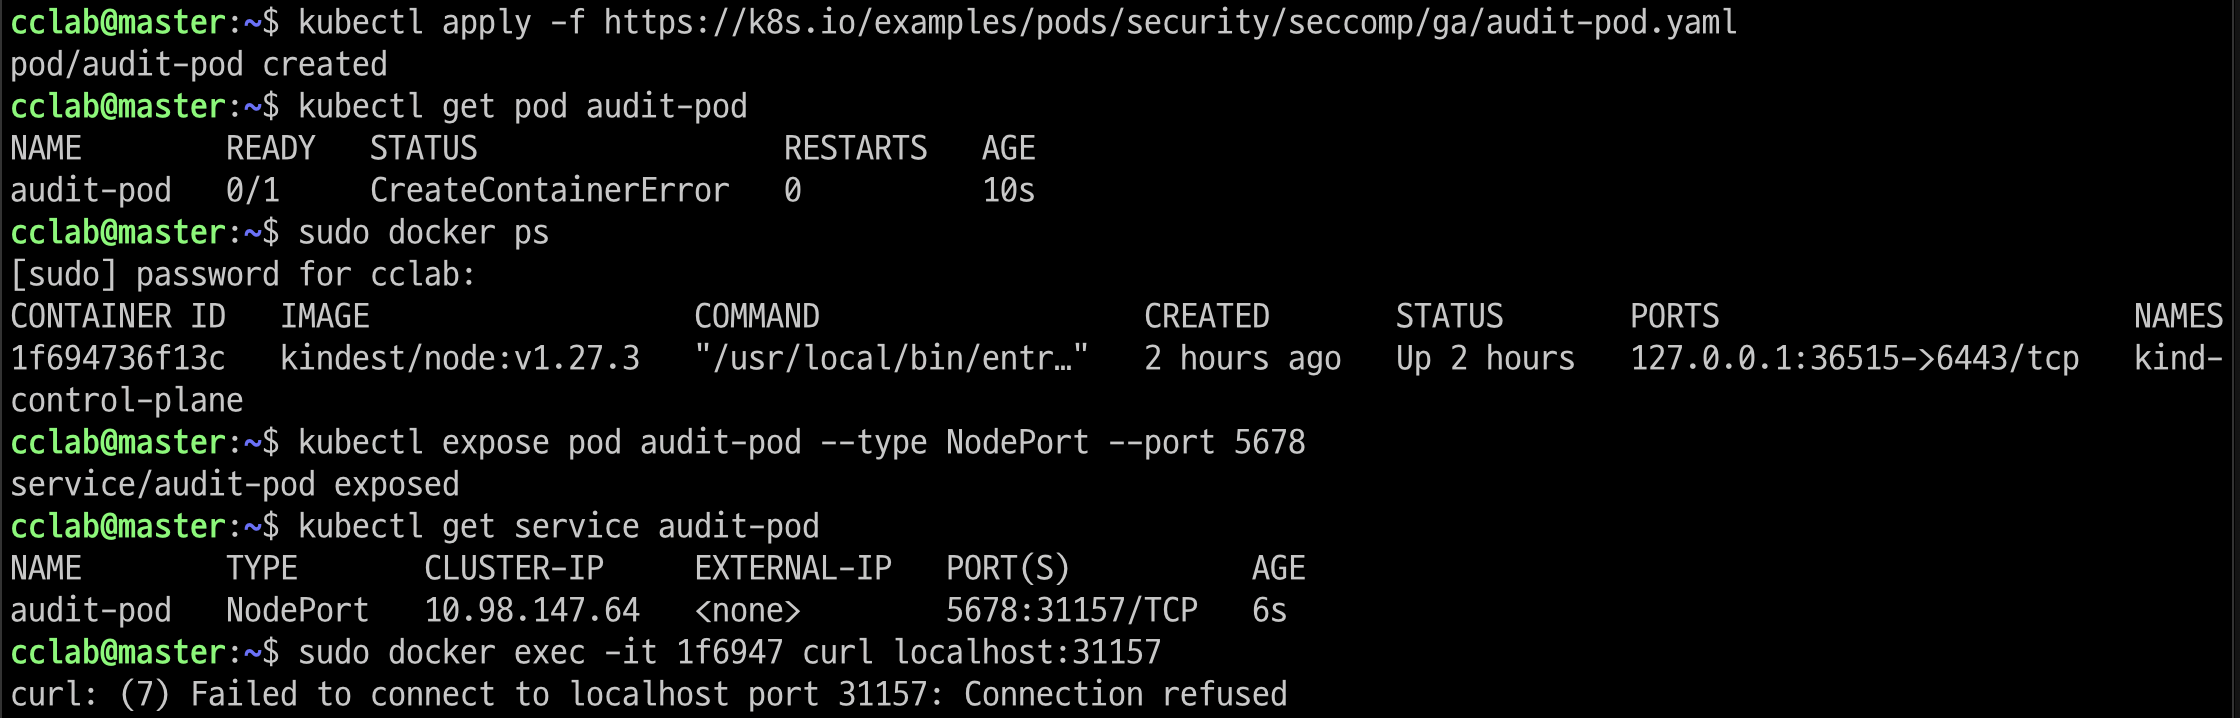 cclab@master:~$ kubectl apply -f https://k8s.io/examples/pods/security/seccomp/ga/audit-pod.yaml
pod/audit-pod created
cclab@master:~$ kubectl get pod audit-pod
NAME        READY   STATUS                 RESTARTS   AGE
audit-pod   0/1     CreateContainerError   0          10s
cclab@master:~$ sudo docker ps
[sudo] password for cclab:
CONTAINER ID   IMAGE                  COMMAND                  CREATED       STATUS       PORTS                       NAMES
1f694736f13c   kindest/node:v1.27.3   "/usr/local/bin/entr…"   2 hours ago   Up 2 hours   127.0.0.1:36515->6443/tcp   kind-
control-plane
cclab@master:~$ kubectl expose pod audit-pod --type NodePort --port 5678
service/audit-pod exposed
cclab@master:~$ kubectl get service audit-pod
NAME        TYPE       CLUSTER-IP     EXTERNAL-IP   PORT(S)          AGE
audit-pod   NodePort   10.98.147.64   <none>        5678:31157/TCP   6s
cclab@master:~$ sudo docker exec -it 1f6947 curl localhost:31157
curl: (7) Failed to connect to localhost port 31157: Connection refused